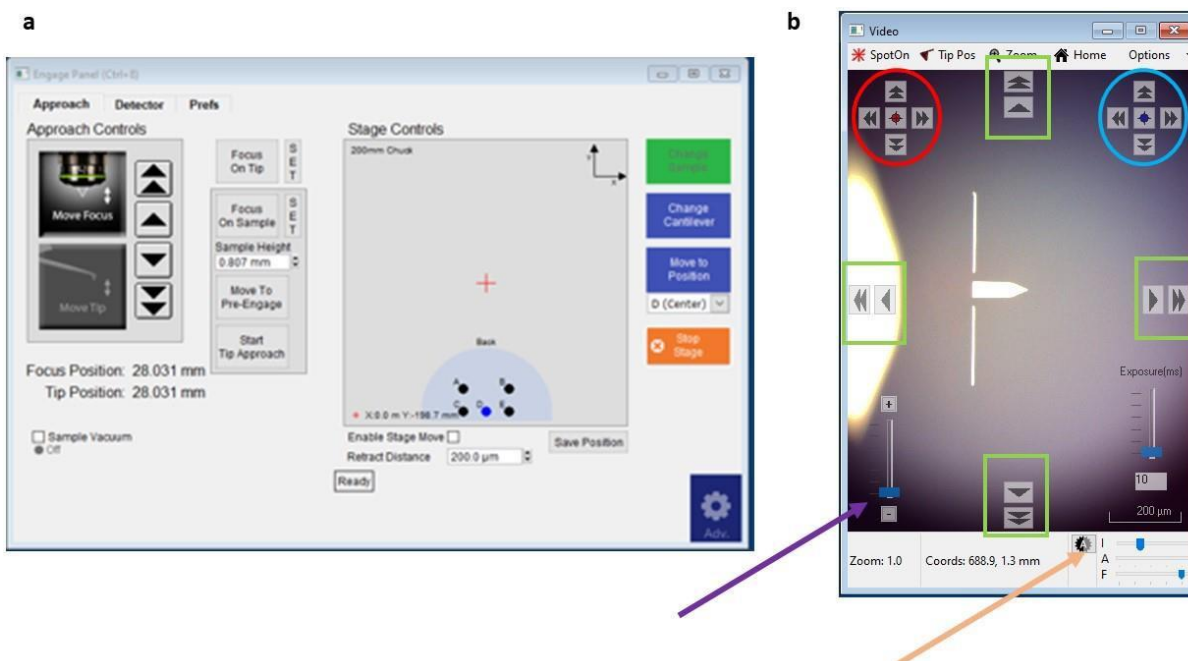 a
Engage Panel (Ctrl+E)
Approach Detector Prefs
Approach Controls
Move Focus
Move Tip
Focus
On Tip
SET
Focus
On Sample
SET
Sample Height
0.807 mm
Move To
Pre-Engage
Start
Tip Approach
Focus Position: 28.031 mm
Tip Position: 28.031 mm
Sample Vacuum
Off
Stage Controls
200mm Chuck
Y
X
Back
A B
C D E
X:0.0 m Y:-198.7 mm
Enable Stage Move
Retract Distance 200.0 µm
Save Position
Ready
Change
Sample
Change
Cantilever
Move to
Position
D (Center)
Stop
Stage
Adv.
b
Video
SpotOn Tip Pos Zoom Home Options
Exposure(ms)
+
-
10
200 µm
Zoom: 1.0 Coords: 688.9, 1.3 mm
I
A
F